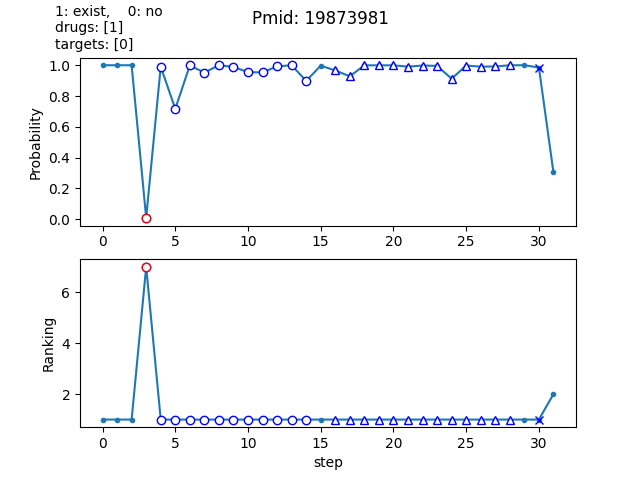 1: exist,    0: no
drugs: [1]
targets: [0]
Pmid: 19873981
Probability
1.0
0.8
0.6
0.4
0.2
0.0
0 5 10 15 20 25 30
Ranking
6
4
2
0 5 10 15 20 25 30
step